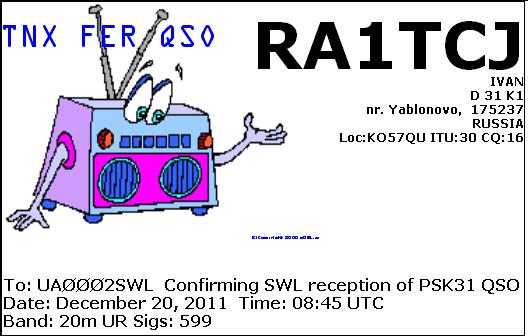 TNX FER QSO
RA1TCJ
IVAN
D 31 K1
nr. Yablonovo, 175237
RUSSIA
Loc:KO57QU ITU:30 CQ:16
To: UAØØØ2SWL Confirming SWL reception of PSK31 QSO
Date: December 20, 2011 Time: 08:45 UTC
Band: 20m UR Sigs: 599